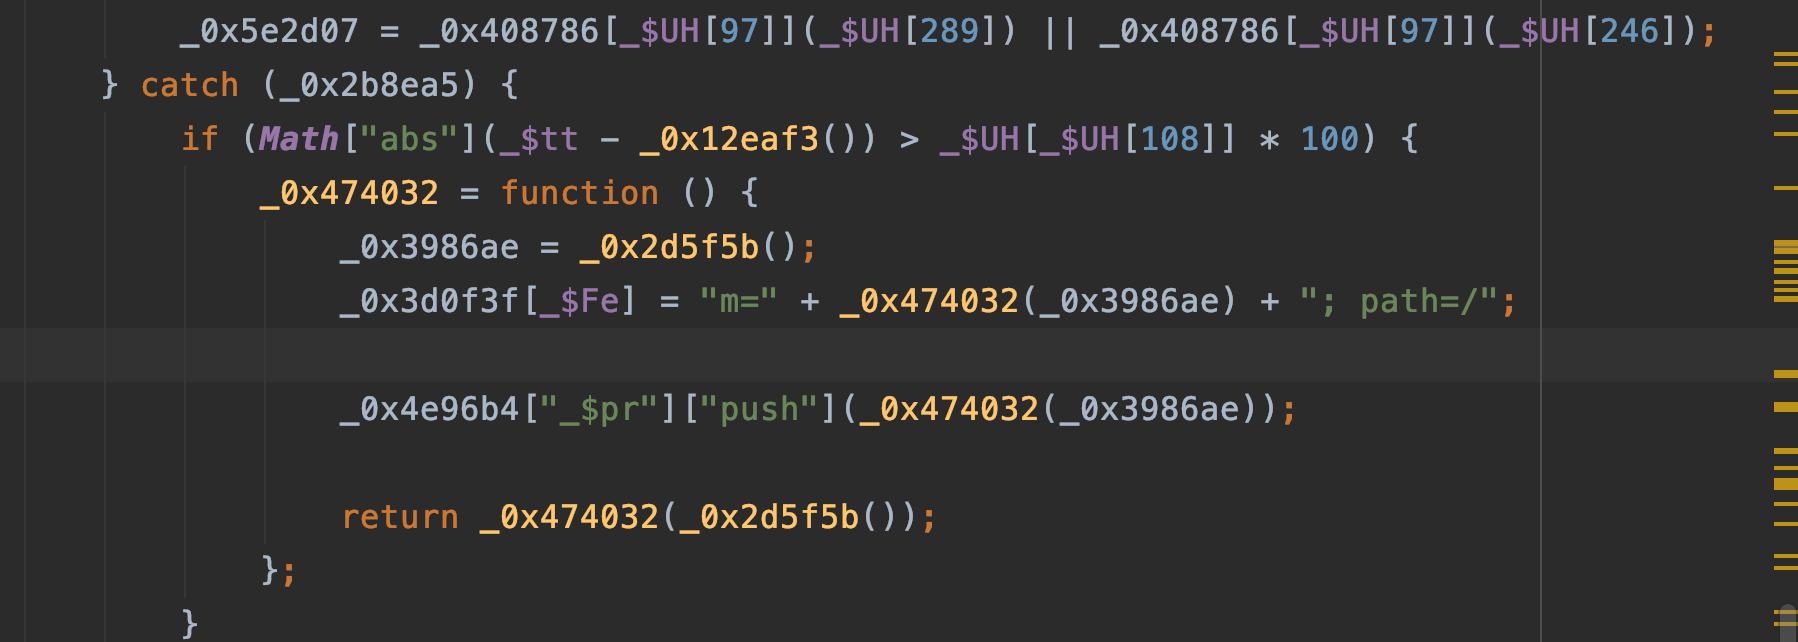 _0x5e2d07 = _0x408786[_$UH[97]](_$UH[289]) || _0x408786[_$UH[97]](_$UH[246]);
} catch (_0x2b8ea5) {
if (Math["abs"](_$tt - _0x12eaf3()) > _$UH[_$UH[108]] * 100) {
_0x474032 = function () {
_0x3986ae = _0x2d5f5b();
_0x3d0f3f[_$Fe] = "m=" + _0x474032(_0x3986ae) + "; path=/";
_0x4e96b4["_$pr"]["push"](_0x474032(_0x3986ae));
return _0x474032(_0x2d5f5b());
};
}